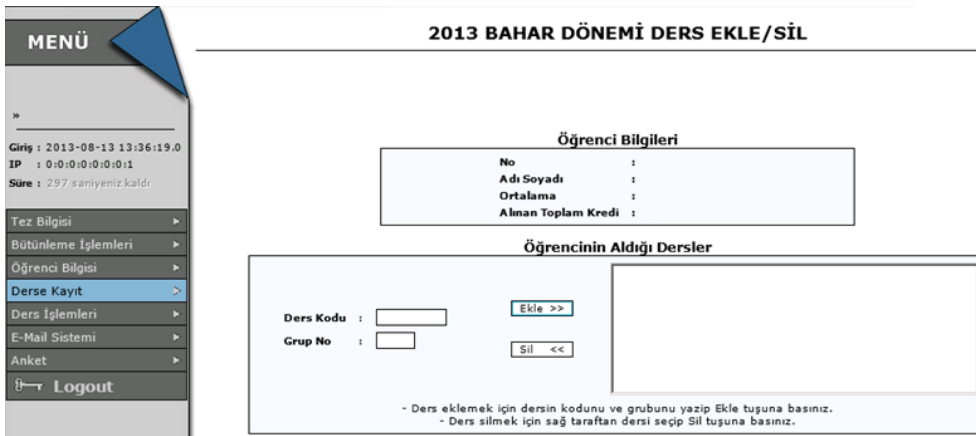 MENÜ
»
Giriş : 2013-08-13 13:36:19.0
IP : 0:0:0:0:0:0:0:1
Süre : 297 saniyeniz kaldı
Tez Bilgisi
Bütünleme İşlemleri
Öğrenci Bilgisi
Derse Kayıt
Ders İşlemleri
E-Mail Sistemi
Anket
Logout
2013 BAHAR DÖNEMİ DERS EKLE/SİL
Öğrenci Bilgileri
No :
Adı Soyadı :
Ortalama :
Alınan Toplam Kredi :
Öğrencinin Aldığı Dersler
Ders Kodu :
Grup No :
Ekle >>
Sil <<
- Ders eklemek için dersin kodunu ve grubunu yazip Ekle tuşuna basınız.
- Ders silmek için sağ taraftan dersi seçip Sil tuşuna basınız.